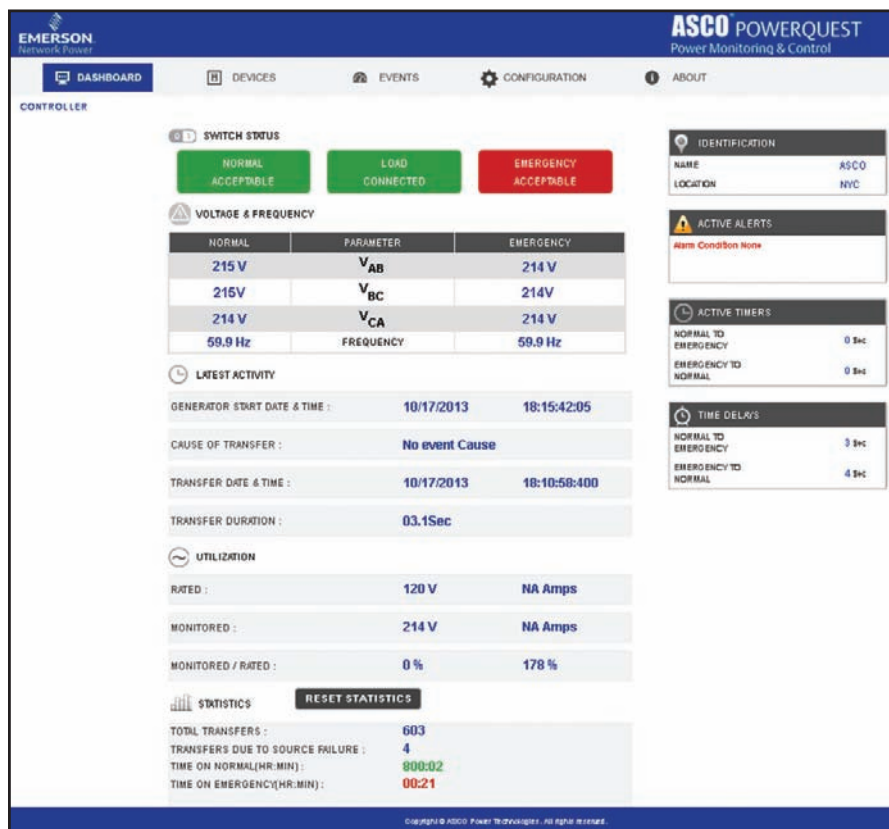 EMERSON
Network Power
ASCO POWERQUEST
Power Monitoring & Control
DASHBOARD DEVICES EVENTS CONFIGURATION ABOUT
CONTROLLER
SWITCH STATUS
NORMAL ACCEPTABLE
LOAD CONNECTED
EMERGENCY ACCEPTABLE
VOLTAGE & FREQUENCY
NORMAL PARAMETER EMERGENCY
215 V VAB 214 V
215V VBC 214V
214 V VCA 214 V
59.9 Hz FREQUENCY 59.9 Hz
LATEST ACTIVITY
GENERATOR START DATE & TIME : 10/17/2013 18:15:42:05
CAUSE OF TRANSFER : No event Cause
TRANSFER DATE & TIME : 10/17/2013 18:10:58:400
TRANSFER DURATION : 03.1Sec
UTILIZATION
RATED : 120 V NA Amps
MONITORED : 214 V NA Amps
MONITORED / RATED : 0 % 178 %
STATISTICS RESET STATISTICS
TOTAL TRANSFERS : 603
TRANSFERS DUE TO SOURCE FAILURE : 4
TIME ON NORMAL(HR:MIN) : 800:02
TIME ON EMERGENCY(HR:MIN) : 00:21
IDENTIFICATION
NAME ASCO
LOCATION NYC
ACTIVE ALERTS
Alarm Condition None
ACTIVE TIMERS
NORMAL TO EMERGENCY 0 Sec
EMERGENCY TO NORMAL 0 Sec
TIME DELAYS
NORMAL TO EMERGENCY 3 Sec
EMERGENCY TO NORMAL 4 Sec
Copyright © ASCO Power Technologies. All rights reserved.